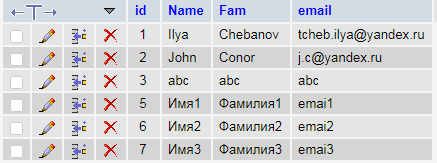 id Name Fam email
1 Ilya Chebanov tcheb.ilya@yandex.ru
2 John Conor j.c@yandex.ru
3 abc abc abc
5 Имя1 Фамилия1 emai1
6 Имя2 Фамилия2 emai2
7 Имя3 Фамилия3 emai3